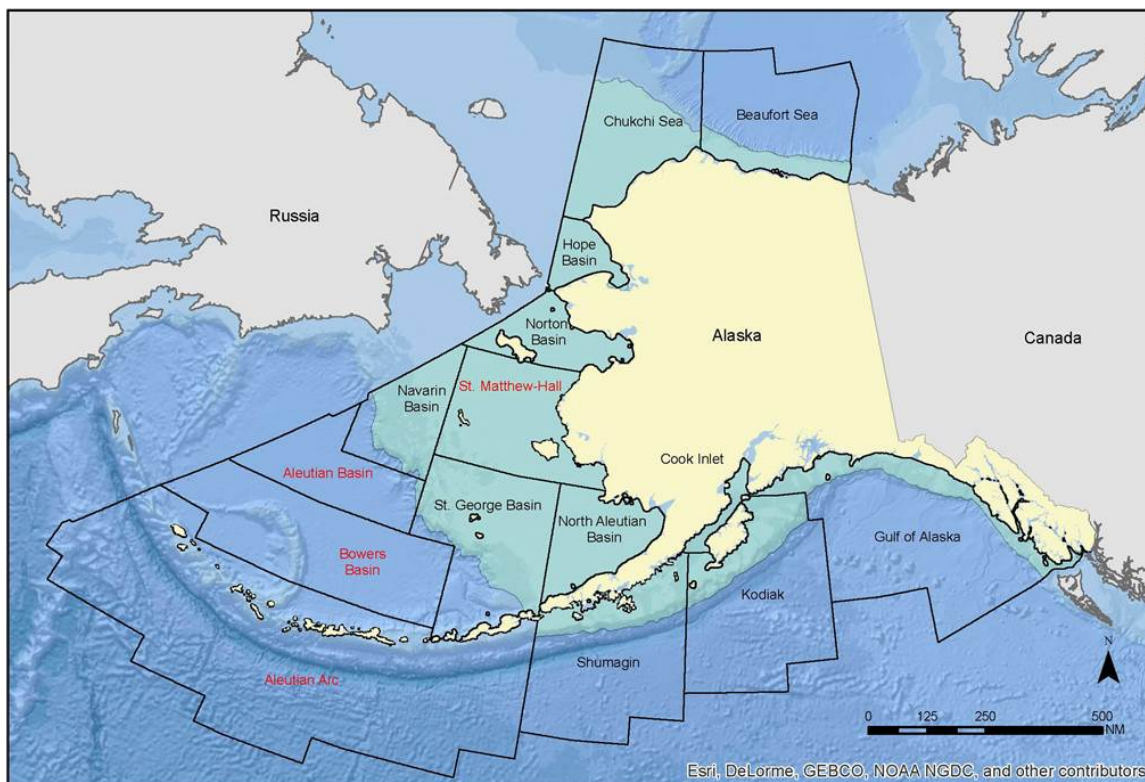 Chukchi Sea
Beaufort Sea
Russia
Hope
Basin
Norton
Basin
Alaska
Canada
Navarin
Basin
St. Matthew-Hall
Cook Inlet
Aleutian Basin
St. George Basin
North Aleutian
Basin
Gulf of Alaska
Bowers
Basin
Kodiak
Shumagin
Aleutian Arc
N
0 125 250 500
NM
Esri, DeLorme, GEBCO, NOAA NGDC, and other contributors